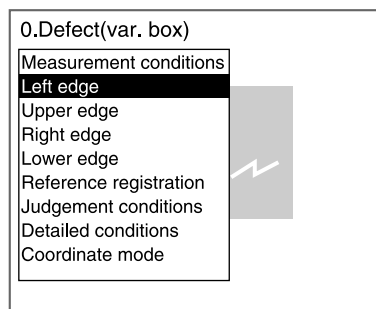 0.Defect(var. box)
Measurement conditions
Left edge
Upper edge
Right edge
Lower edge
Reference registration
Judgement conditions
Detailed conditions
Coordinate mode